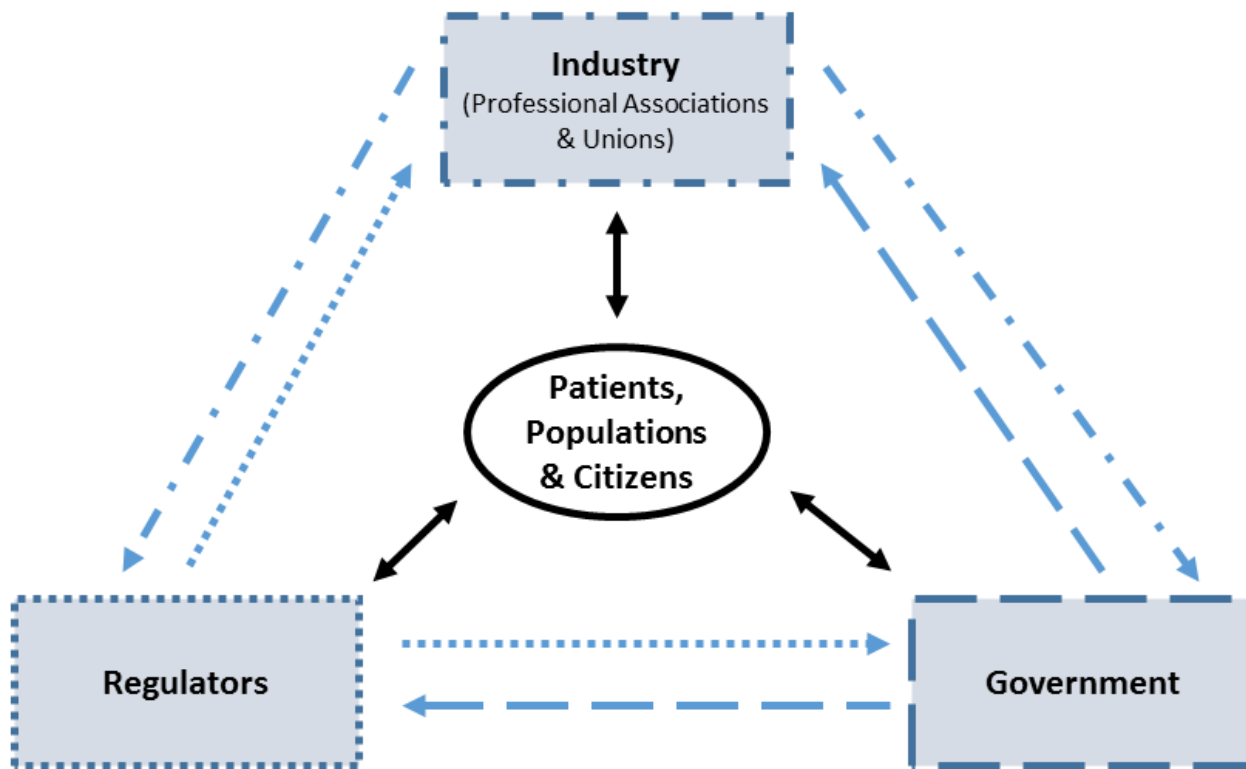 Industry
(Professional Associations
& Unions)
Patients,
Populations
& Citizens
Regulators
Government